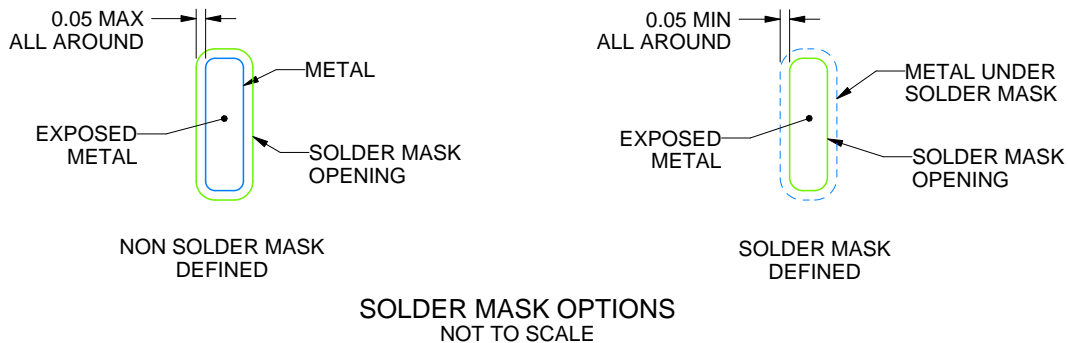 0.05 MAX
ALL AROUND
METAL
EXPOSED
METAL
SOLDER MASK
OPENING
NON SOLDER MASK
DEFINED
0.05 MIN
ALL AROUND
METAL UNDER
SOLDER MASK
EXPOSED
METAL
SOLDER MASK
OPENING
SOLDER MASK
DEFINED
SOLDER MASK OPTIONS
NOT TO SCALE